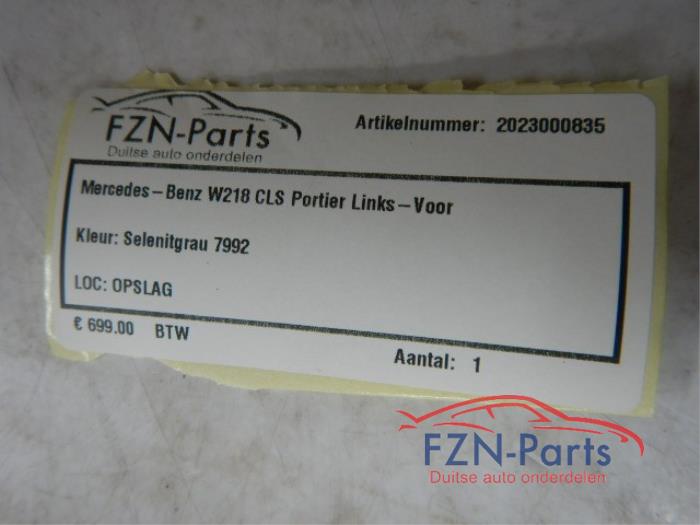 FZN-Parts
Duitse auto onderdelen
Artikelnummer: 2023000835
Mercedes-Benz W218 CLS Portier Links-Voor
Kleur: Selenitgrau 7992
LOC: OPSLAG
€ 699.00 BTW
Aantal: 1
FZN-Parts
Duitse auto onderdelen